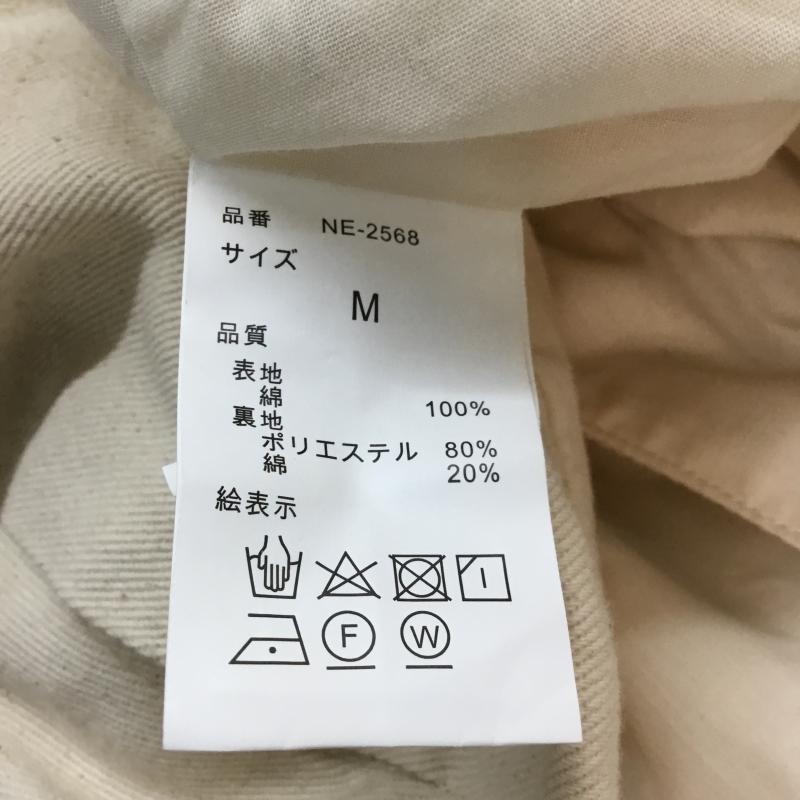 品番 NE-2568
サイズ
M
品質
表地
綿 100%
裏地
ポリエステル 80%
綿 20%
絵表示
F W